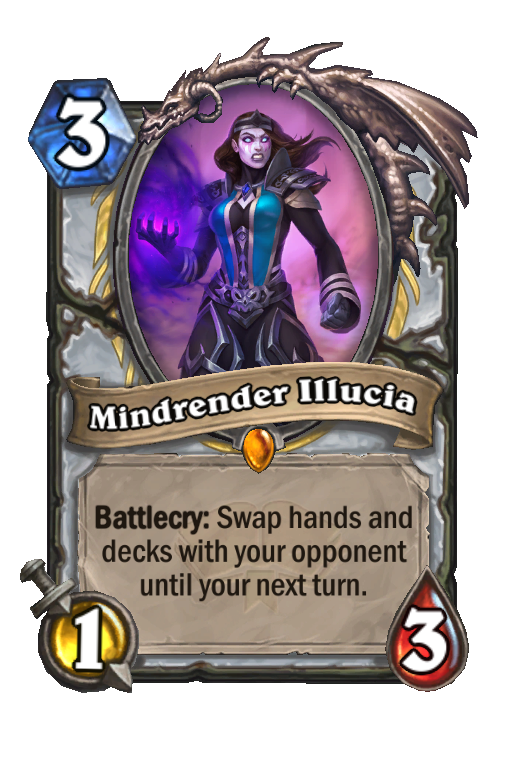 3
Mindrender Illucia
Battlecry: Swap hands and
decks with your opponent
until your next turn.
1
3